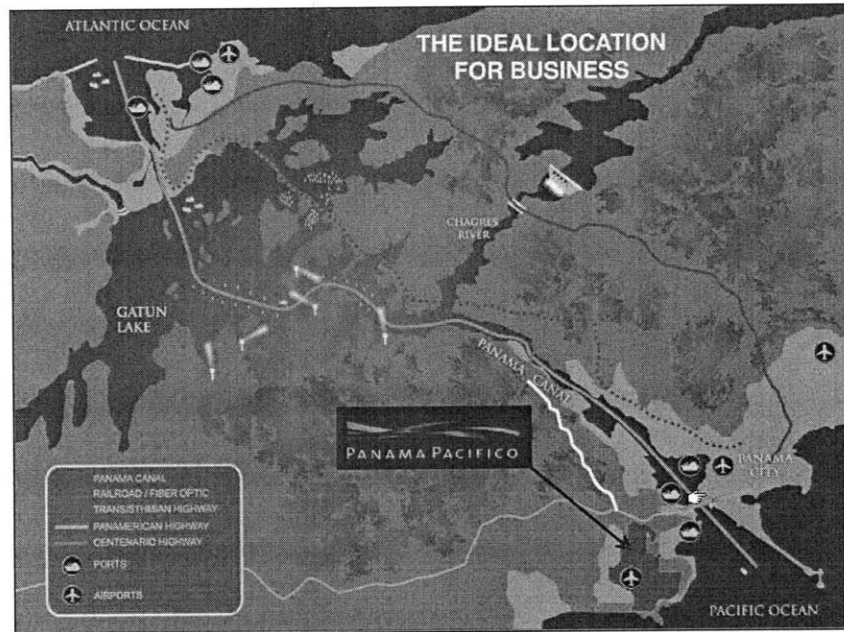 ATLANTIC OCEAN
THE IDEAL LOCATION
FOR BUSINESS
CHAGRES
RIVER
GATUN
LAKE
PANAMA CANAL
PANAMA PACIFICO
PANAMA
CITY
PANAMA CANAL
RAILROAD / FIBER OPTIC
TRANSISTHMIAN HIGHWAY
PANAMERICAN HIGHWAY
CENTENARIO HIGHWAY
PORTS
AIRPORTS
PACIFIC OCEAN